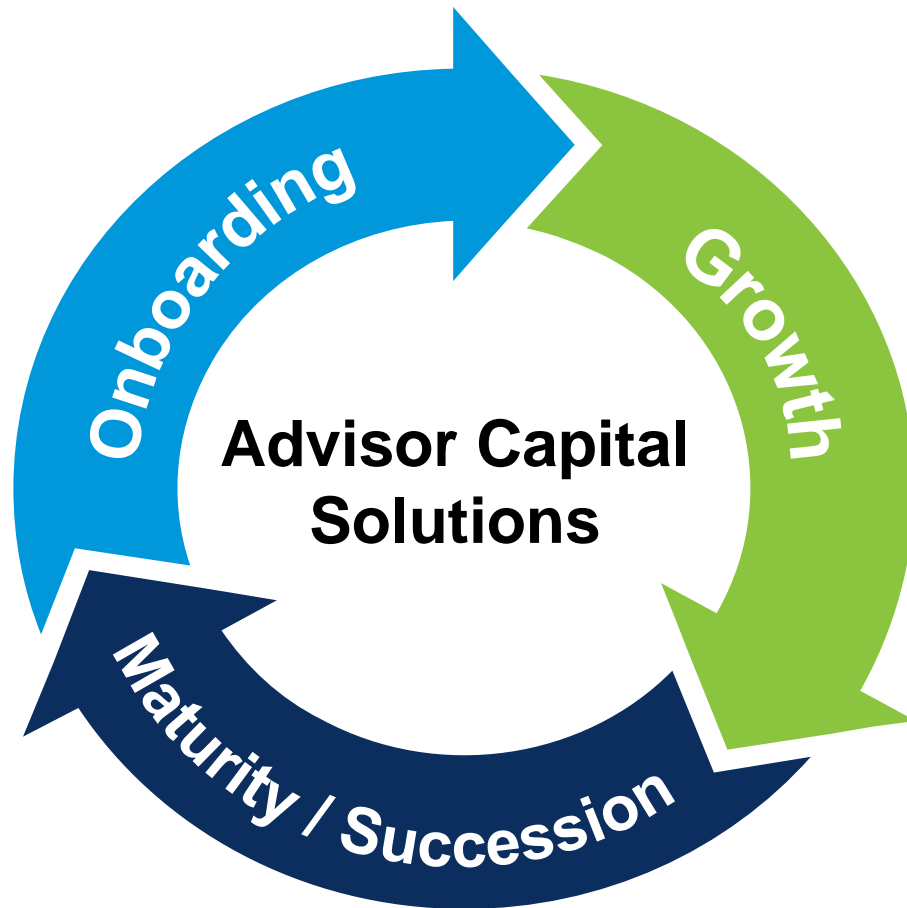 Onboarding
Growth
Advisor Capital
Solutions
Maturity / Succession